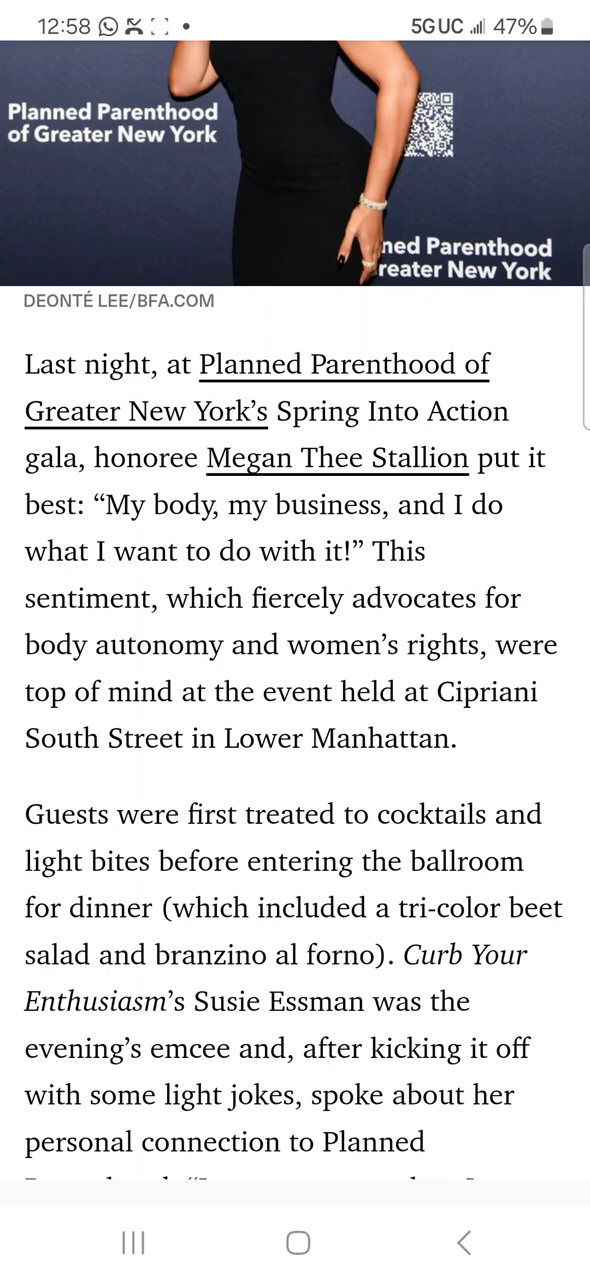 12:58
5GUC 47%
Planned Parenthood
of Greater New York
ned Parenthood
reater New York
DEONTÉ LEE/BFA.COM
Last night, at Planned Parenthood of
Greater New York’s Spring Into Action
gala, honoree Megan Thee Stallion put it
best: “My body, my business, and I do
what I want to do with it!” This
sentiment, which fiercely advocates for
body autonomy and women’s rights, were
top of mind at the event held at Cipriani
South Street in Lower Manhattan.
Guests were first treated to cocktails and
light bites before entering the ballroom
for dinner (which included a tri-color beet
salad and branzino al forno). Curb Your
Enthusiasm’s Susie Essman was the
evening’s emcee and, after kicking it off
with some light jokes, spoke about her
personal connection to Planned